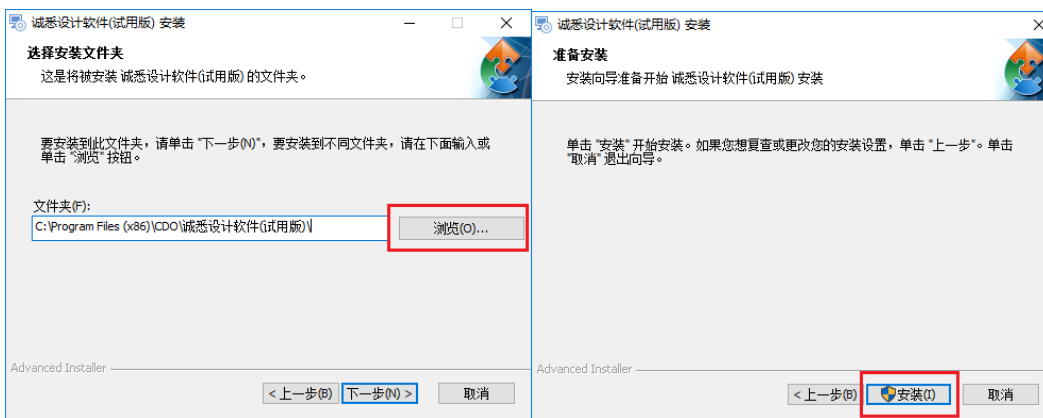 诚悉设计软件(试用版) 安装
选择安装文件夹
这是将被安装 诚悉设计软件(试用版) 的文件夹。
要安装到此文件夹，请单击 "下一步(N)"，要安装到不同文件夹，请在下面输入或
单击 "浏览" 按钮。
文件夹(F):
C:\Program Files (x86)\CDO\诚悉设计软件(试用版)\
浏览(O)...
Advanced Installer
< 上一步(B)
下一步(N) >
取消
诚悉设计软件(试用版) 安装
准备安装
安装向导准备开始 诚悉设计软件(试用版) 安装
单击 "安装" 开始安装。如果您想复查或更改您的安装设置，单击 "上一步"。单击
"取消" 退出向导。
Advanced Installer
< 上一步(B)
安装(I)
取消